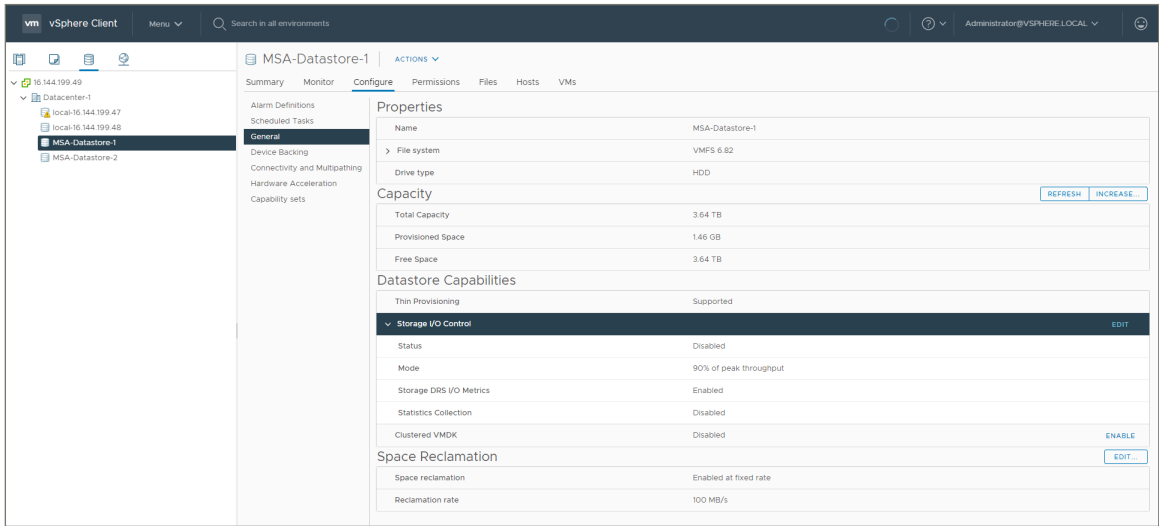 vm vSphere Client Menu Search in all environments Administrator@VSPHERE.LOCAL
MSA-Datastore-1 ACTIONS
Summary Monitor Configure Permissions Files Hosts VMs
16.144.199.49
Datacenter-1
local-16.144.199.47
local-16.144.199.48
MSA-Datastore-1
MSA-Datastore-2
Alarm Definitions
Scheduled Tasks
General
Device Backing
Connectivity and Multipathing
Hardware Acceleration
Capability sets
Properties
Name MSA-Datastore-1
File system VMFS 6.82
Drive type HDD
Capacity REFRESH INCREASE...
Total Capacity 3.64 TB
Provisioned Space 1.46 GB
Free Space 3.64 TB
Datastore Capabilities
Thin Provisioning Supported
Storage I/O Control EDIT
Status Disabled
Mode 90% of peak throughput
Storage DRS I/O Metrics Enabled
Statistics Collection Disabled
Clustered VMDK Disabled ENABLE
Space Reclamation EDIT...
Space reclamation Enabled at fixed rate
Reclamation rate 100 MB/s